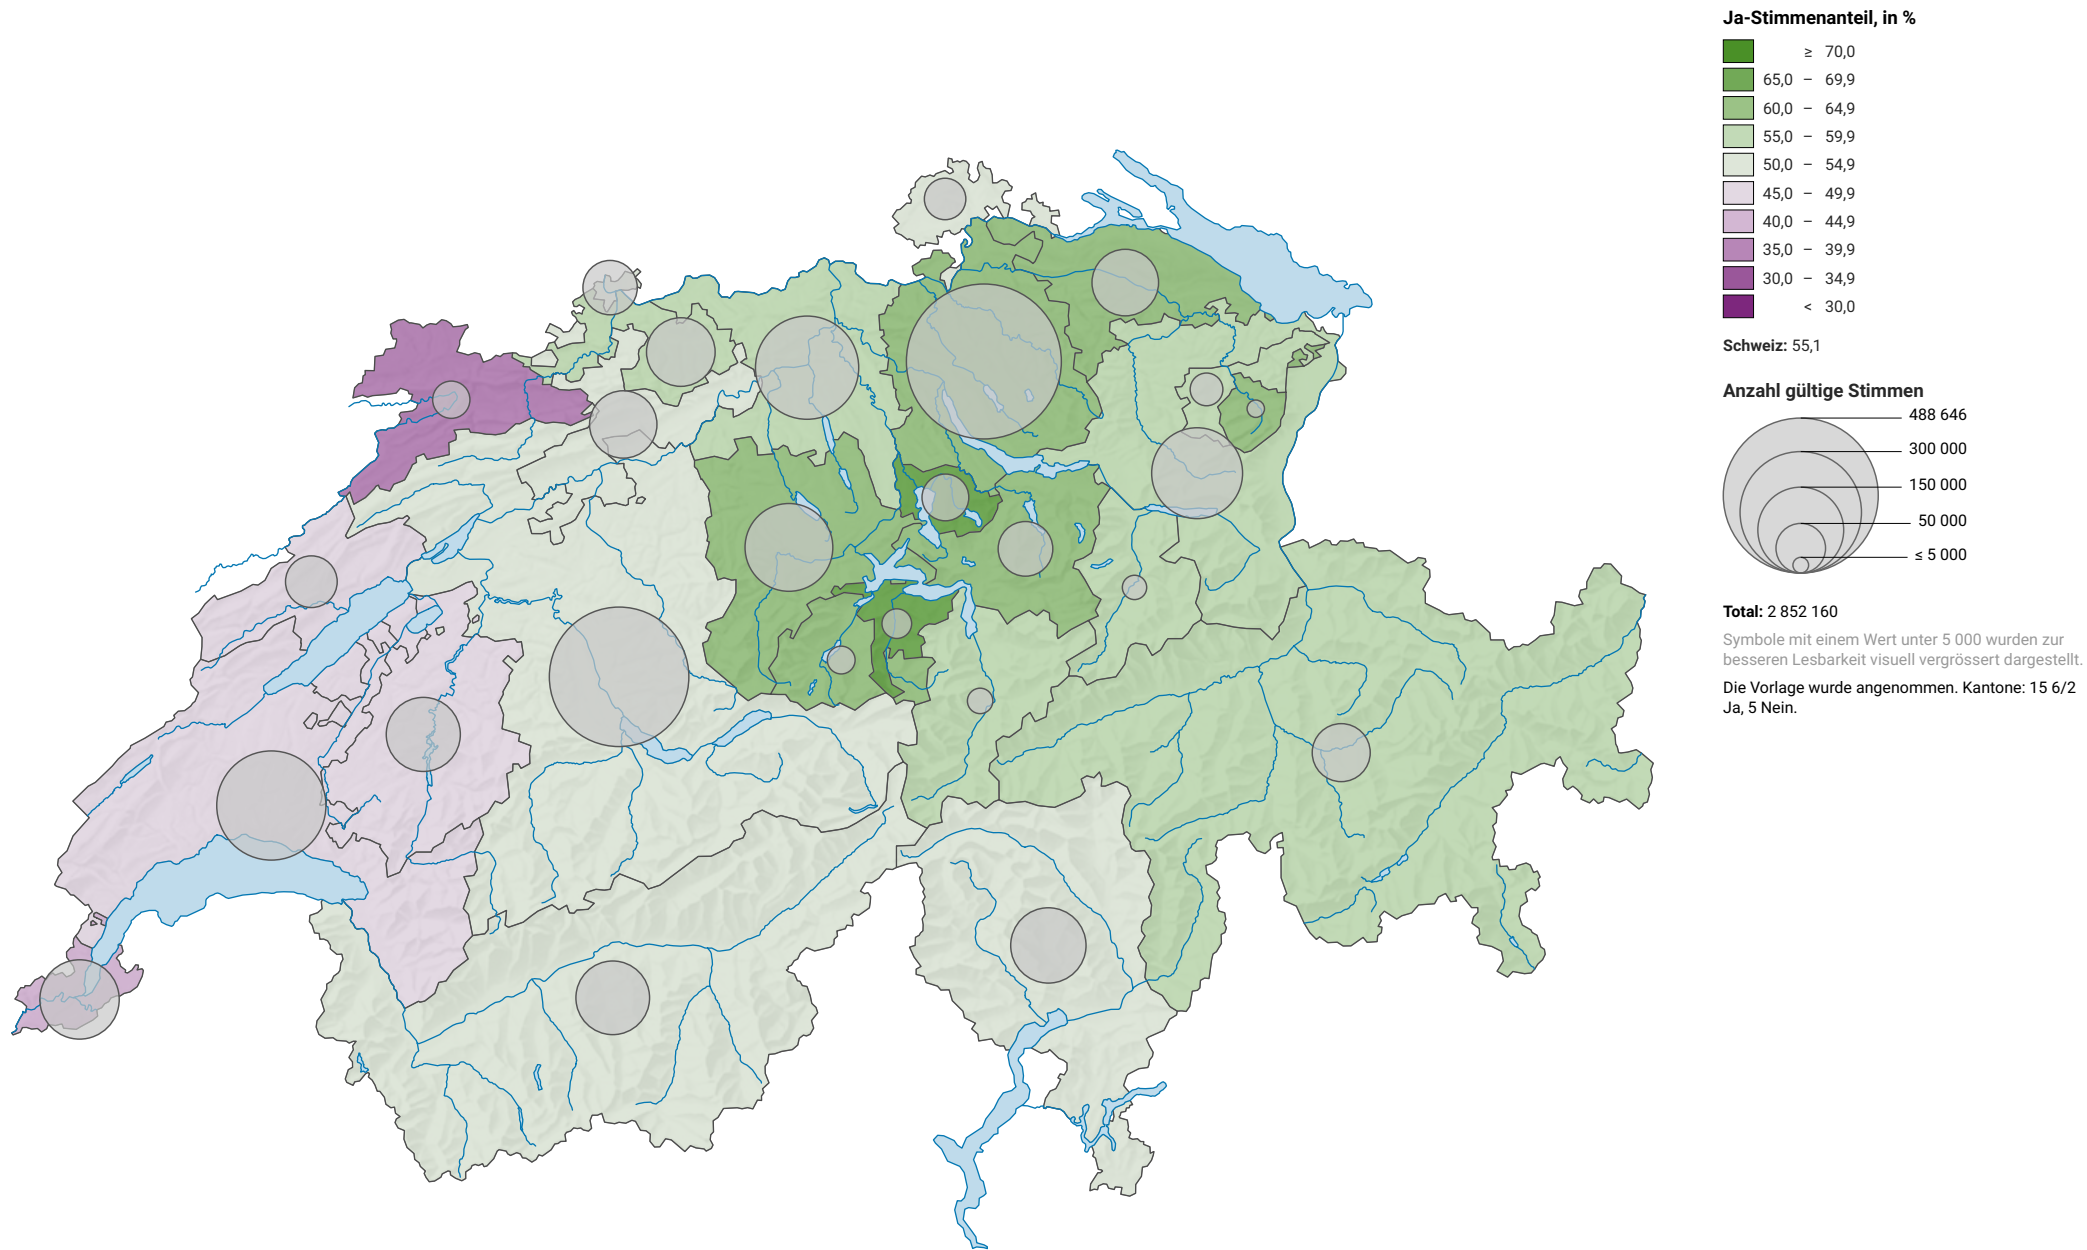 Ja-Stimmenanteil, in %
≥ 70,0
65,0 – 69,9
60,0 – 64,9
55,0 – 59,9
50,0 – 54,9
45,0 – 49,9
40,0 – 44,9
35,0 – 39,9
30,0 – 34,9
< 30,0
Schweiz: 55,1
Anzahl gültige Stimmen
488 646
300 000
150 000
50 000
≤ 5 000
Total: 2 852 160
Symbole mit einem Wert unter 5 000 wurden zur
besseren Lesbarkeit visuell vergrössert dargestellt.
Die Vorlage wurde angenommen. Kantone: 15 6/2
Ja, 5 Nein.